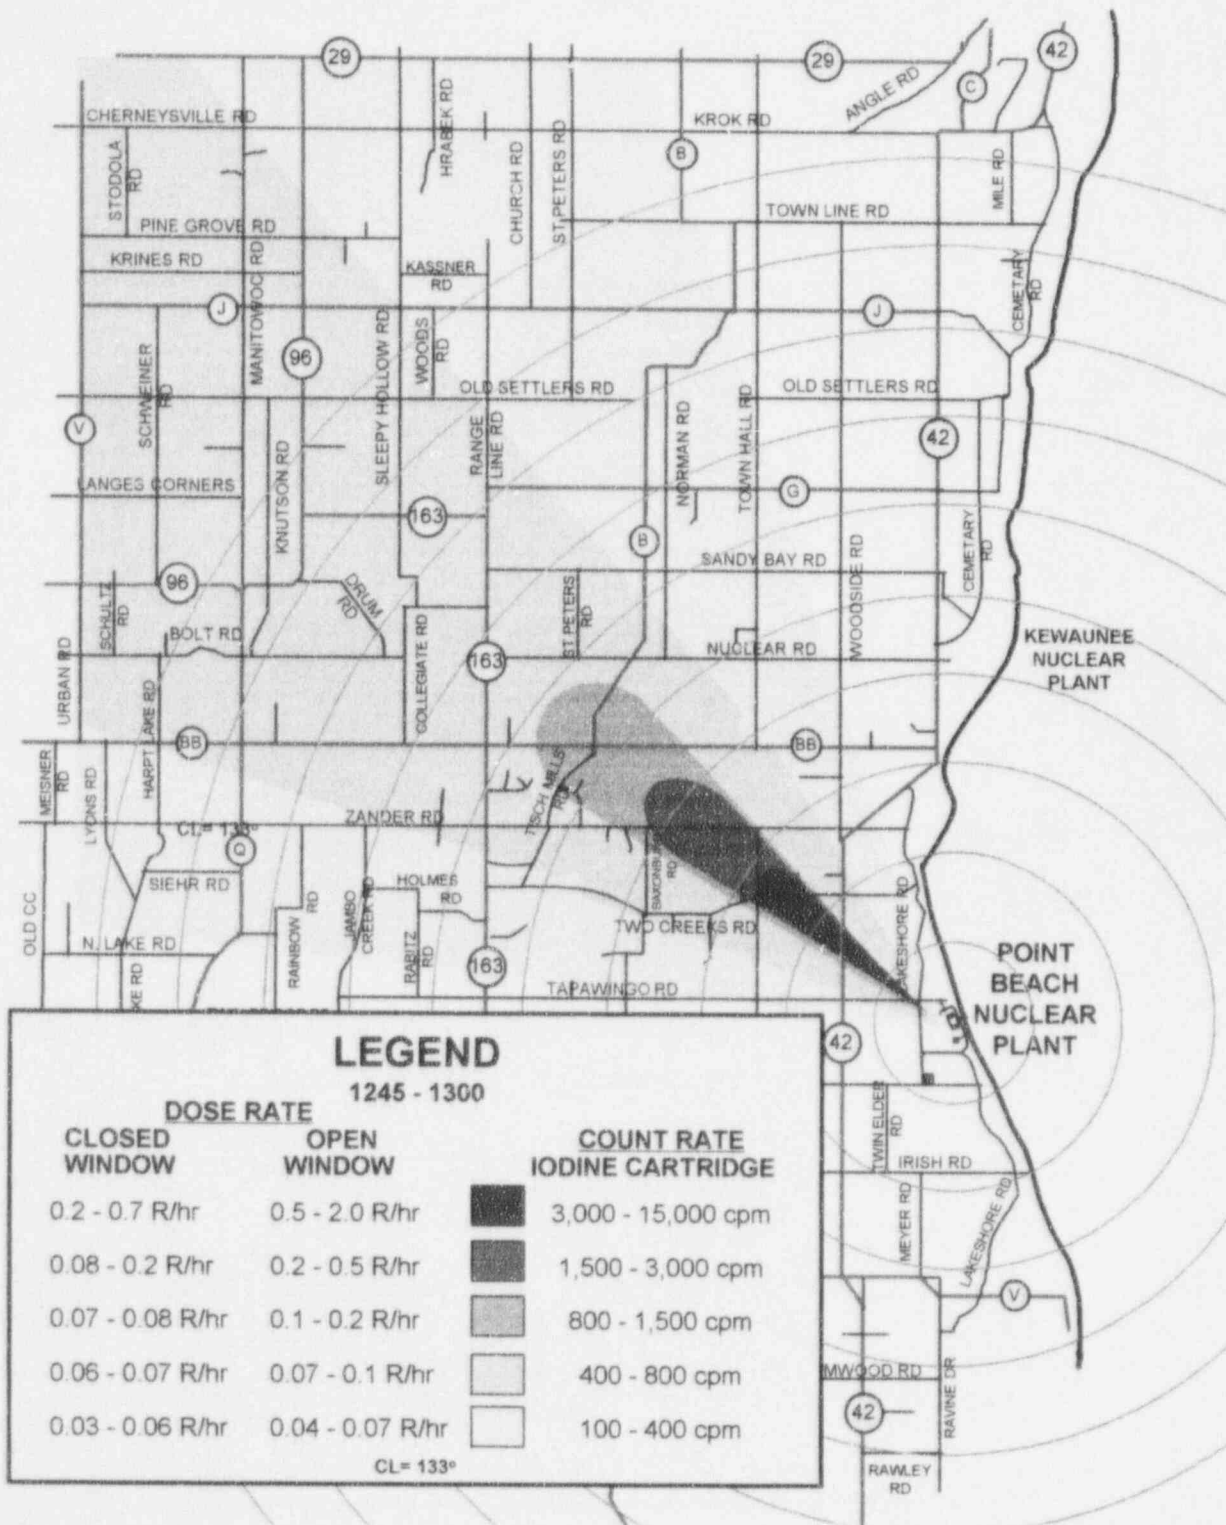 29
29
42
C
ANGLE RD
CHERNEYSVILLE RD
KROK RD
HRABEK RD
STODOLA
RD
CHURCH RD
ST. PETERS RD
B
MILE RD
TOWN LINE RD
PINE GROVE RD
KRINES RD
MANITOWOC RD
KASSNER
RD
CEMETARY
RD
J
J
96
SCHWEINER
RD
SLEEPY HOLLOW RD
WOODS
RD
OLD SETTLERS RD
OLD SETTLERS RD
V
RANGE
LINE RD
NORMAN RD
TOWN HALL RD
42
KNUTSON RD
LANGES CORNERS
G
163
B
SANDY BAY RD
WOODSIDE RD
CEMETARY
RD
96
SCHULTZ
RD
DRUM
RD
ST PETERS
RD
BOLT RD
COLLEGIATE RD
163
NUCLEAR RD
KEWAUNEE
NUCLEAR
PLANT
URBAN RD
HARPT LAKE RD
BB
BB
MEISNER
RD
LYONS RD
TISCH MILLS
RD
ZANDER RD
CL= 133°
Q
SIEHR RD
HOLMES
RD
RD
OLD CC
JAMBO
CREEK RD
LAKESHORE RD
TWO CREEKS RD
N. LAKE RD
RAINBOW
RD
RABITZ
RD
163
TAPAWINGO RD
KE RD
POINT
BEACH
NUCLEAR
PLANT
42
LEGEND
1245 - 1300
DOSE RATE
CLOSED
WINDOW
OPEN
WINDOW
COUNT RATE
IODINE CARTRIDGE
0.2 - 0.7 R/hr 0.5 - 2.0 R/hr 3,000 - 15,000 cpm
0.08 - 0.2 R/hr 0.2 - 0.5 R/hr 1,500 - 3,000 cpm
0.07 - 0.08 R/hr 0.1 - 0.2 R/hr 800 - 1,500 cpm
0.06 - 0.07 R/hr 0.07 - 0.1 R/hr 400 - 800 cpm
0.03 - 0.06 R/hr 0.04 - 0.07 R/hr 100 - 400 cpm
CL= 133°
TWIN ELDER
RD
IRISH RD
MEYER RD
LAKESHORE RD
V
MWOOD RD
RAVINE DR
42
RAWLEY
RD